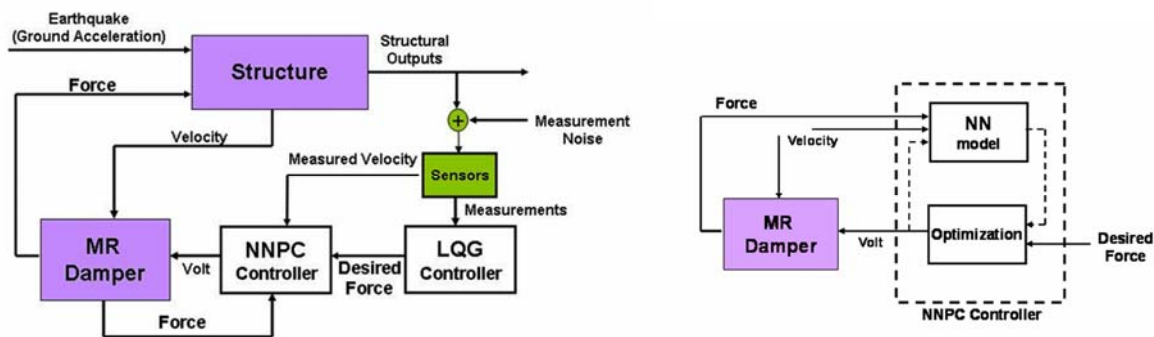 Earthquake
(Ground Acceleration)
Structure
Structural
Outputs
Force
Velocity
+
Measurement
Noise
Measured Velocity
Sensors
Measurements
MR
Damper
Volt
NNPC
Controller
Desired
Force
LQG
Controller
Force
Force
NN
model
Velocity
MR
Damper
Volt
Optimization
Desired
Force
NNPC Controller